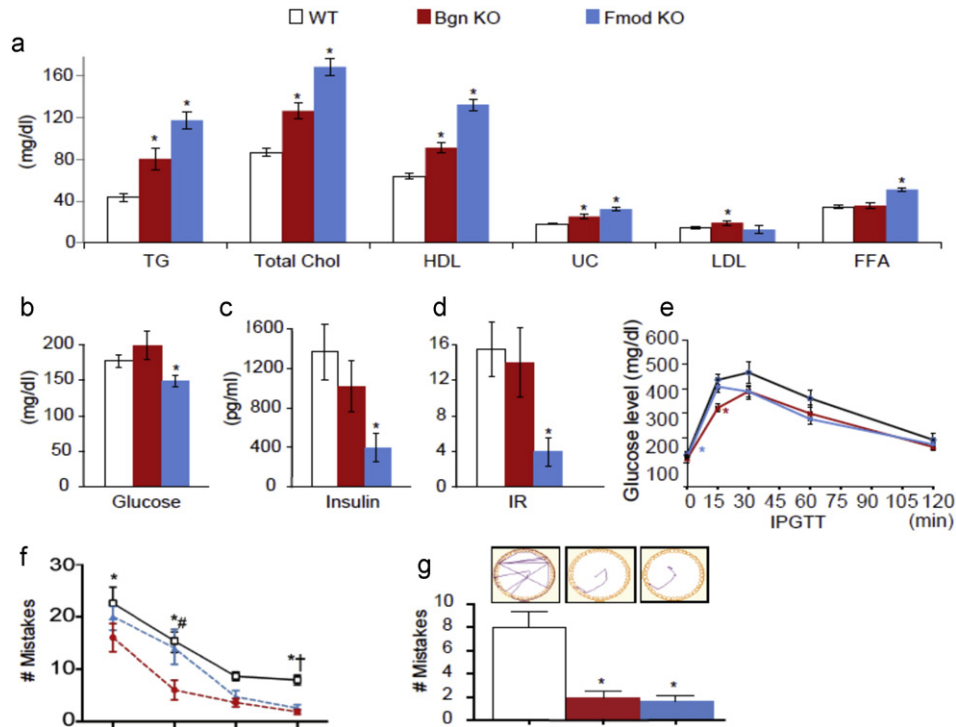 WT Bgn KO Fmod KO
a
(mg/dl)
160
120
80
40
0
* * * * * * * * * *
TG Total Chol HDL UC LDL FFA
b
(mg/dl)
200
150
100
50
0
*
Glucose
c
(pg/ml)
1600
1200
800
400
0
*
Insulin
d
16
12
8
4
0
*
IR
e
Glucose level (mg/dl)
500
400
300
200
100
* *
0 15 30 45 60 75 90 105 120
IPGTT (min)
f
# Mistakes
30
20
10
0
* *# *†
g
# Mistakes
10
8
6
4
2
0
* *